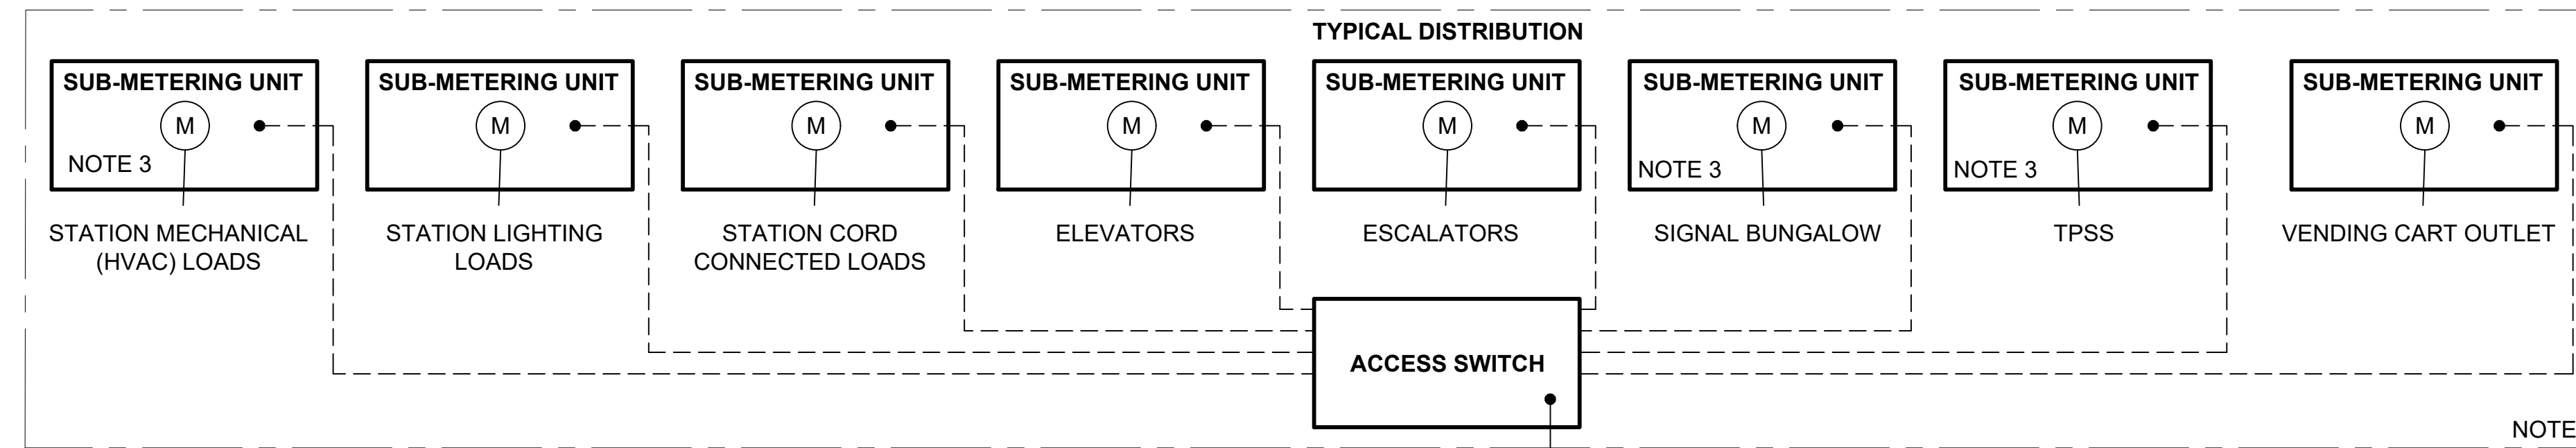 TYPICAL DISTRIBUTION
SUB-METERING UNIT
M
NOTE 3
STATION MECHANICAL
(HVAC) LOADS
SUB-METERING UNIT
M
STATION LIGHTING
LOADS
SUB-METERING UNIT
M
STATION CORD
CONNECTED LOADS
SUB-METERING UNIT
M
ELEVATORS
SUB-METERING UNIT
M
ESCALATORS
SUB-METERING UNIT
M
NOTE 3
SIGNAL BUNGALOW
SUB-METERING UNIT
M
NOTE 3
TPSS
SUB-METERING UNIT
M
VENDING CART OUTLET
ACCESS SWITCH
NOTE